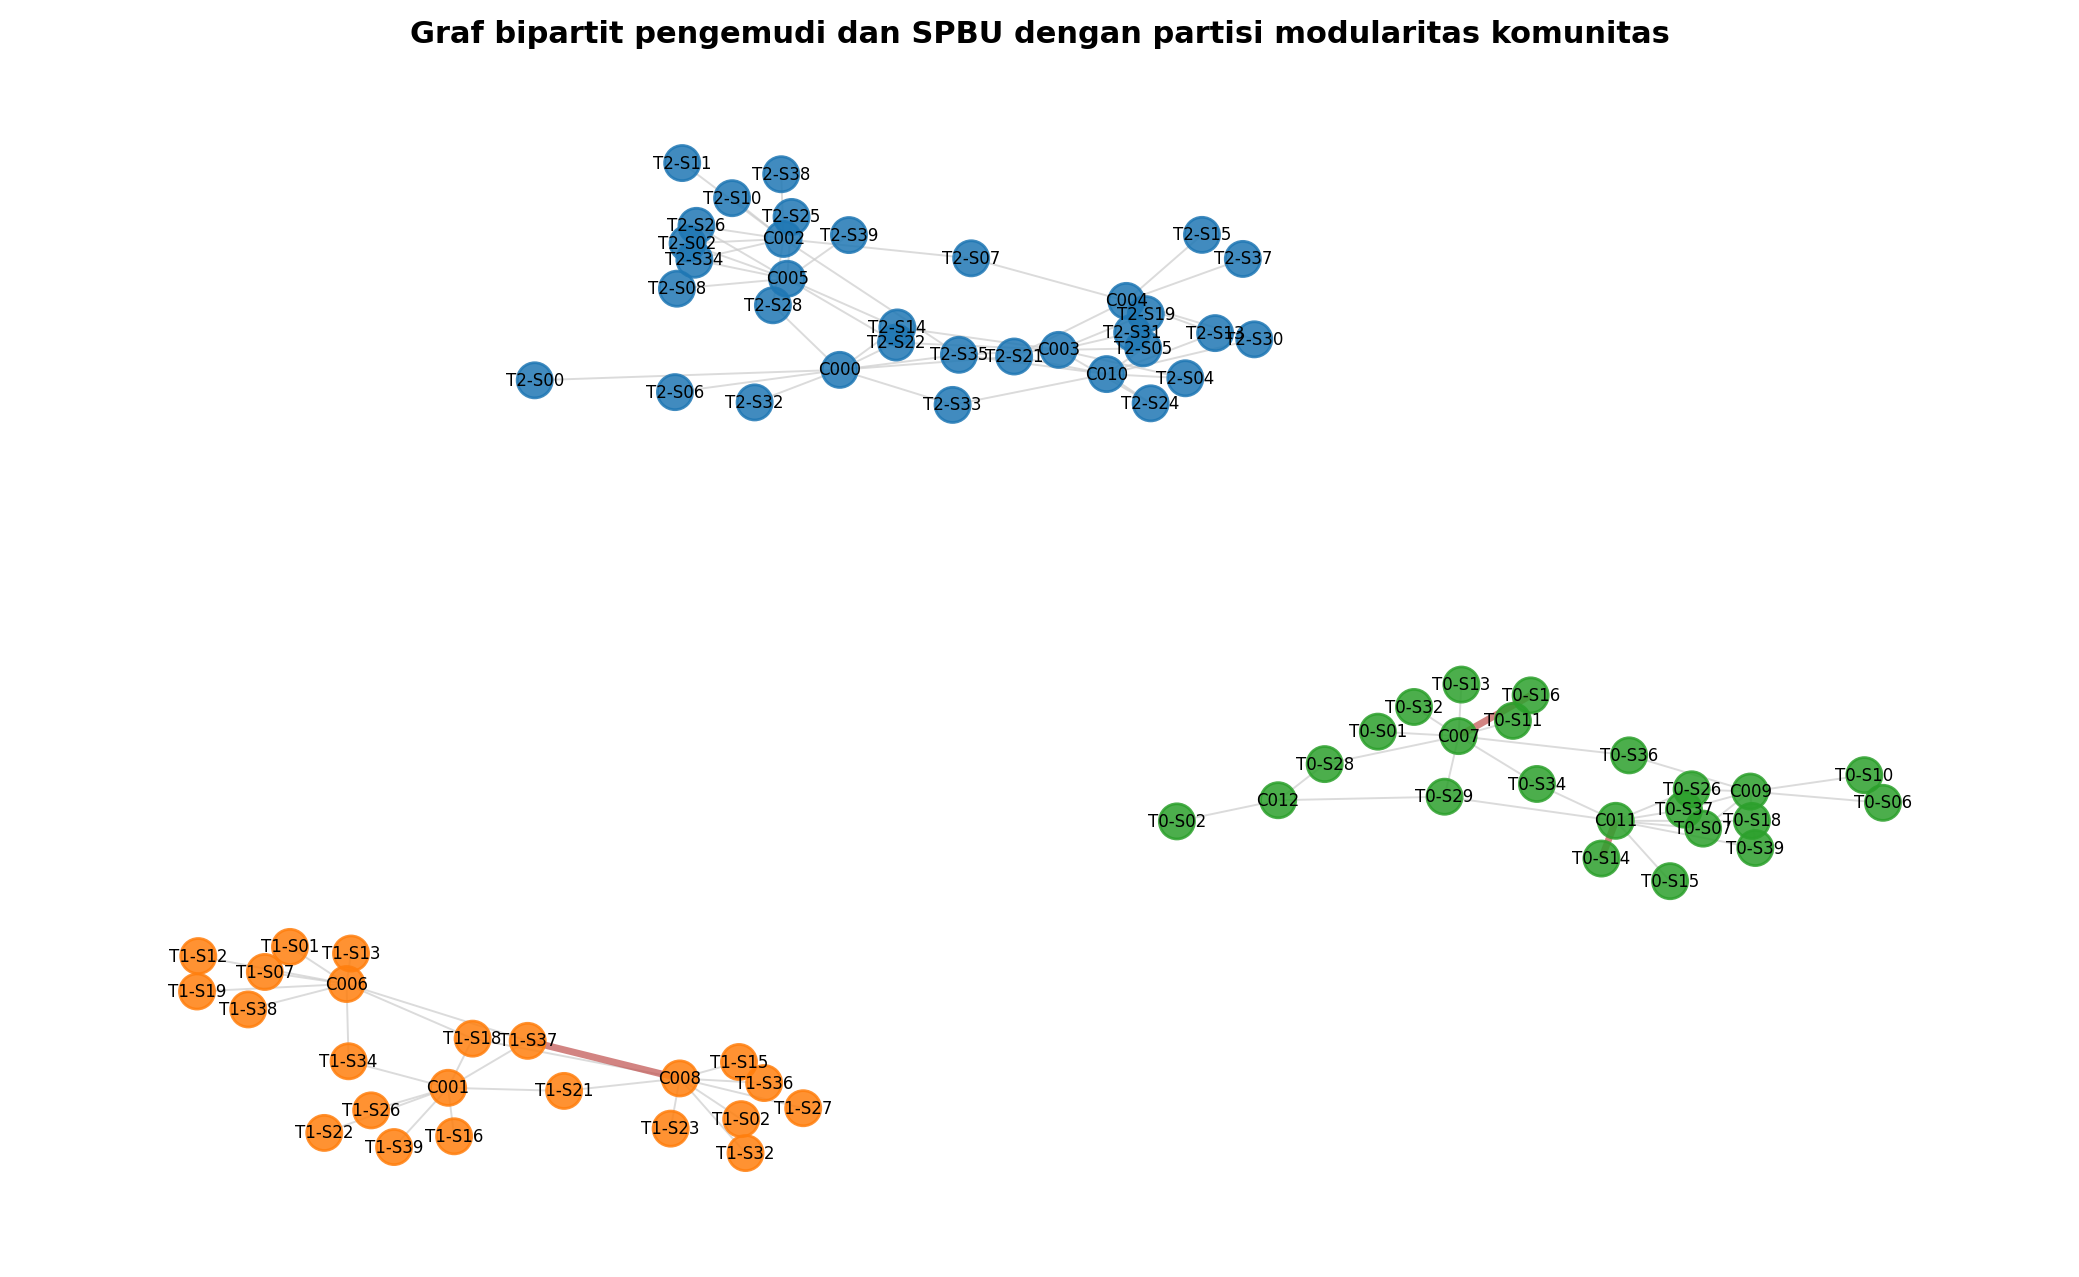 Graf bipartit pengemudi dan SPBU dengan partisi modularitas komunitas
T2-S11
T2-S38
T2-S10
T2-S25
T2-S26
C002
T2-S39
T2-S02
T2-S34
T2-S07
T2-S15
T2-S37
C005
T2-S08
T2-S28
C004
T2-S19
T2-S14
T2-S31
T2-S13
T2-S30
T2-S22
T2-S35
T2-S21
C003
T2-S05
C000
C010
T2-S04
T2-S00
T2-S06
T2-S32
T2-S33
T2-S24
T0-S13
T0-S16
T0-S32
T0-S11
T0-S01
C007
T0-S36
T0-S28
T0-S34
T0-S10
T0-S26
C009
T0-S06
C012
T0-S29
T0-S37
T0-S02
C011
T0-S07
T0-S18
T0-S39
T0-S14
T0-S15
T1-S12
T1-S01
T1-S13
T1-S07
C006
T1-S19
T1-S38
T1-S18
T1-S37
T1-S34
T1-S15
C008
T1-S36
C001
T1-S21
T1-S26
T1-S27
T1-S02
T1-S22
T1-S23
T1-S16
T1-S39
T1-S32